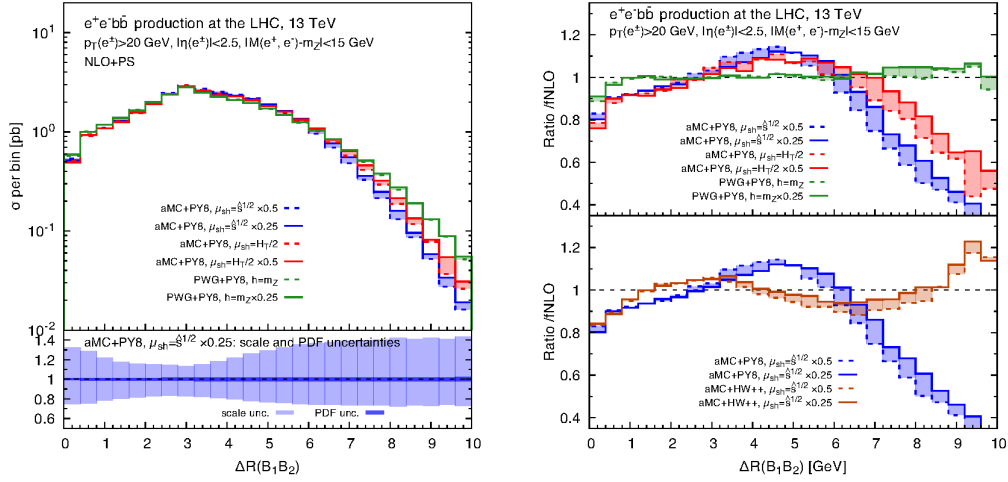 e⁺e⁻bb̄ production at the LHC, 13 TeV
p_T(e±)>20 GeV, |η(e±)|<2.5, |M(e⁺, e⁻)-m_Z|<15 GeV
NLO+PS
σ per bin [pb]
10¹
10⁰
10⁻¹
10⁻²
aMC+PY8, μ_sh=ŝ^1/2 ×0.5
aMC+PY8, μ_sh=ŝ^1/2 ×0.25
aMC+PY8, μ_sh=H_T/2
aMC+PY8, μ_sh=H_T/2 ×0.5
PWG+PY8, h=m_Z
PWG+PY8, h=m_Z×0.25
aMC+PY8, μ_sh=ŝ^1/2 ×0.25: scale and PDF uncertainties
1.4
1.2
1
0.8
0.6
scale unc. PDF unc.
0 1 2 3 4 5 6 7 8 9 10
ΔR(B₁B₂)
e⁺e⁻bb̄ production at the LHC, 13 TeV
p_T(e±)>20 GeV, |η(e±)|<2.5, |M(e⁺, e⁻)-m_Z|<15 GeV
Ratio /fNLO
1.2
1
0.8
0.6
0.4
aMC+PY8, μ_sh=ŝ^1/2 ×0.5
aMC+PY8, μ_sh=ŝ^1/2 ×0.25
aMC+PY8, μ_sh=H_T/2
aMC+PY8, μ_sh=H_T/2 ×0.5
PWG+PY8, h=m_Z
PWG+PY8, h=m_Z×0.25
Ratio /fNLO
1.2
1
0.8
0.6
0.4
aMC+PY8, μ_sh=ŝ^1/2 ×0.5
aMC+PY8, μ_sh=ŝ^1/2 ×0.25
aMC+HW++, μ_sh=ŝ^1/2 ×0.5
aMC+HW++, μ_sh=ŝ^1/2 ×0.25
0 1 2 3 4 5 6 7 8 9 10
ΔR(B₁B₂) [GeV]